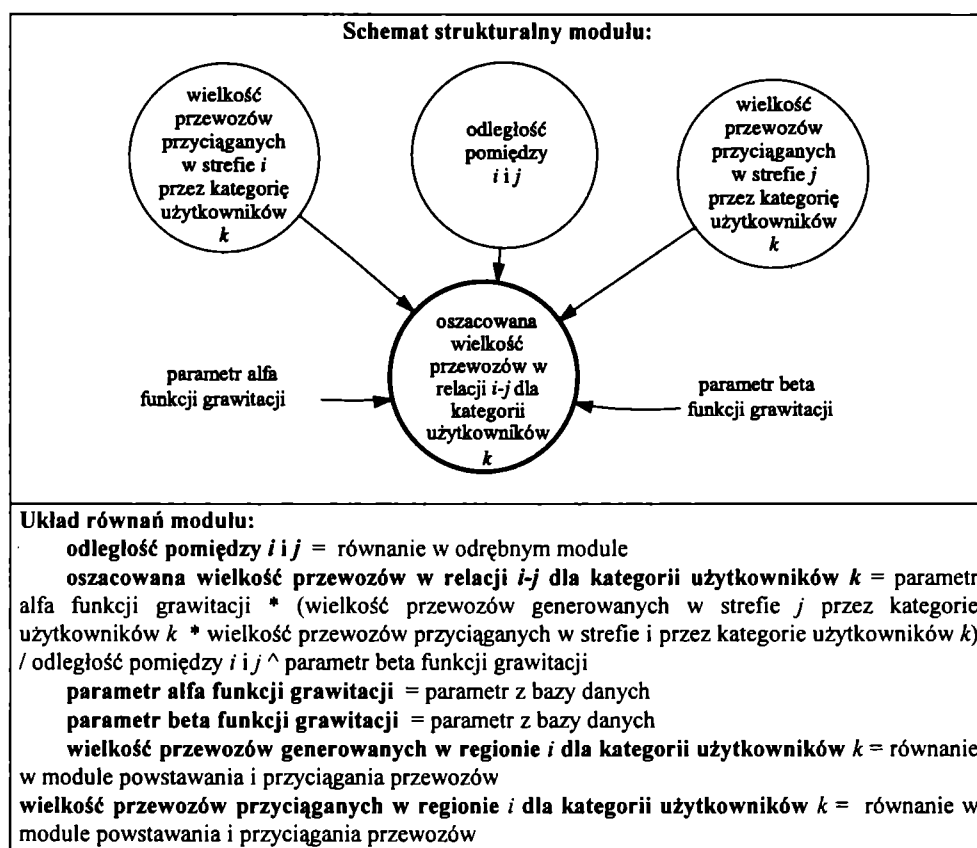 Schemat strukturalny modułu:
wielkość
przewozów
przyciąganych
w strefie i
przez kategorię
użytkowników
k
odległość
pomiędzy
i i j
wielkość
przewozów
przyciąganych
w strefie j
przez kategorię
użytkowników
k
oszacowana
wielkość
przewozów w
relacji i-j dla
kategorii
użytkowników
k
parametr alfa
funkcji grawitacji
parametr beta
funkcji grawitacji
Układ równań modułu:
odległość pomiędzy i i j = równanie w odrębnym module
oszacowana wielkość przewozów w relacji i-j dla kategorii użytkowników k = parametr
alfa funkcji grawitacji * (wielkość przewozów generowanych w strefie j przez kategorie
użytkowników k * wielkość przewozów przyciąganych w strefie i przez kategorie użytkowników k)
/ odległość pomiędzy i i j ^ parametr beta funkcji grawitacji
parametr alfa funkcji grawitacji = parametr z bazy danych
parametr beta funkcji grawitacji = parametr z bazy danych
wielkość przewozów generowanych w regionie i dla kategorii użytkowników k = równanie
w module powstawania i przyciągania przewozów
wielkość przewozów przyciąganych w regionie i dla kategorii użytkowników k = równanie w
module powstawania i przyciągania przewozów